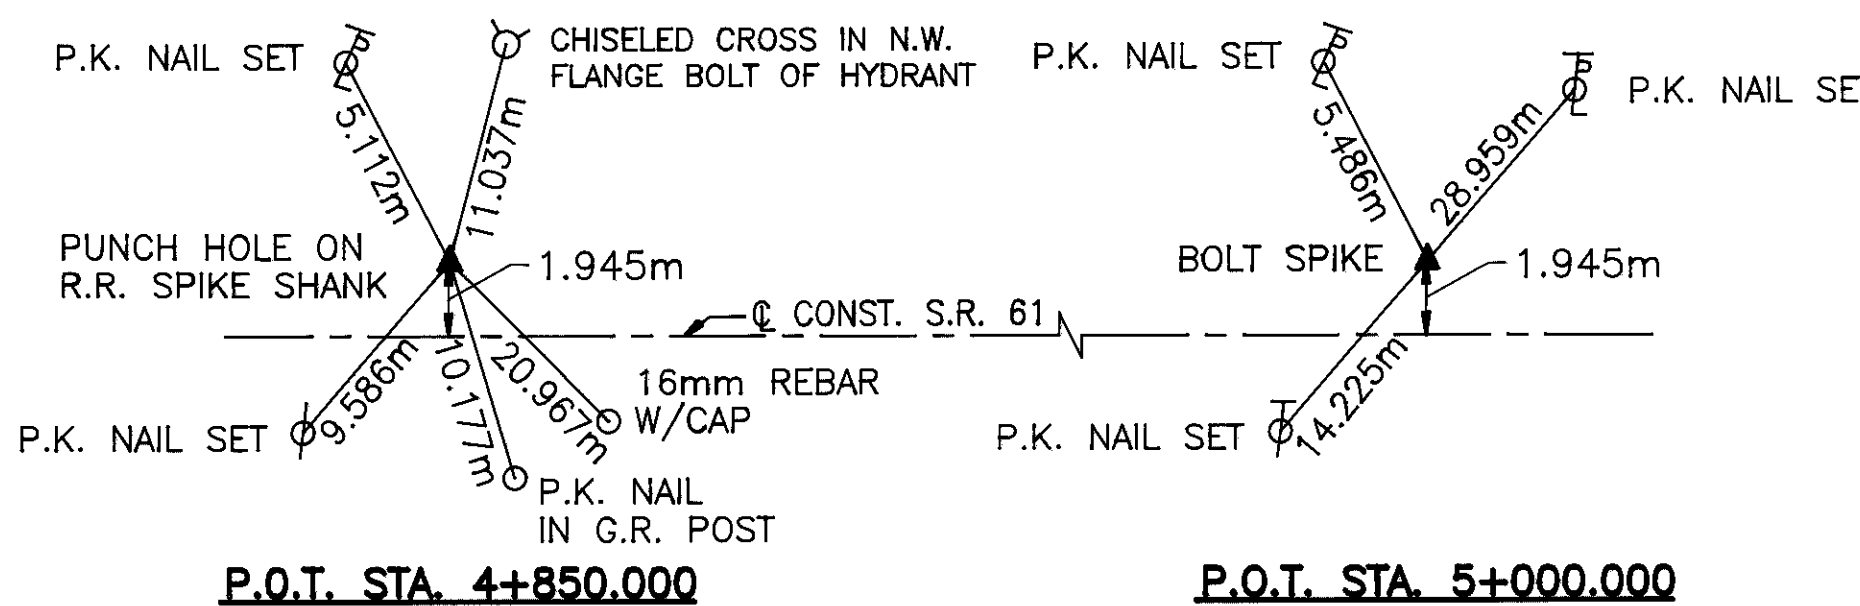 P.K. NAIL SET
CHISELED CROSS IN N.W.
FLANGE BOLT OF HYDRANT
5.112m
11.037m
PUNCH HOLE ON
R.R. SPIKE SHANK
1.945m
℄ CONST. S.R. 61
9.586m
10.177m
20.967m
16mm REBAR
W/CAP
P.K. NAIL SET
P.K. NAIL
IN G.R. POST
P.O.T. STA. 4+850.000
P.K. NAIL SET
P.K. NAIL SE
5.486m
28.959m
BOLT SPIKE
1.945m
14.225m
P.K. NAIL SET
P.O.T. STA. 5+000.000